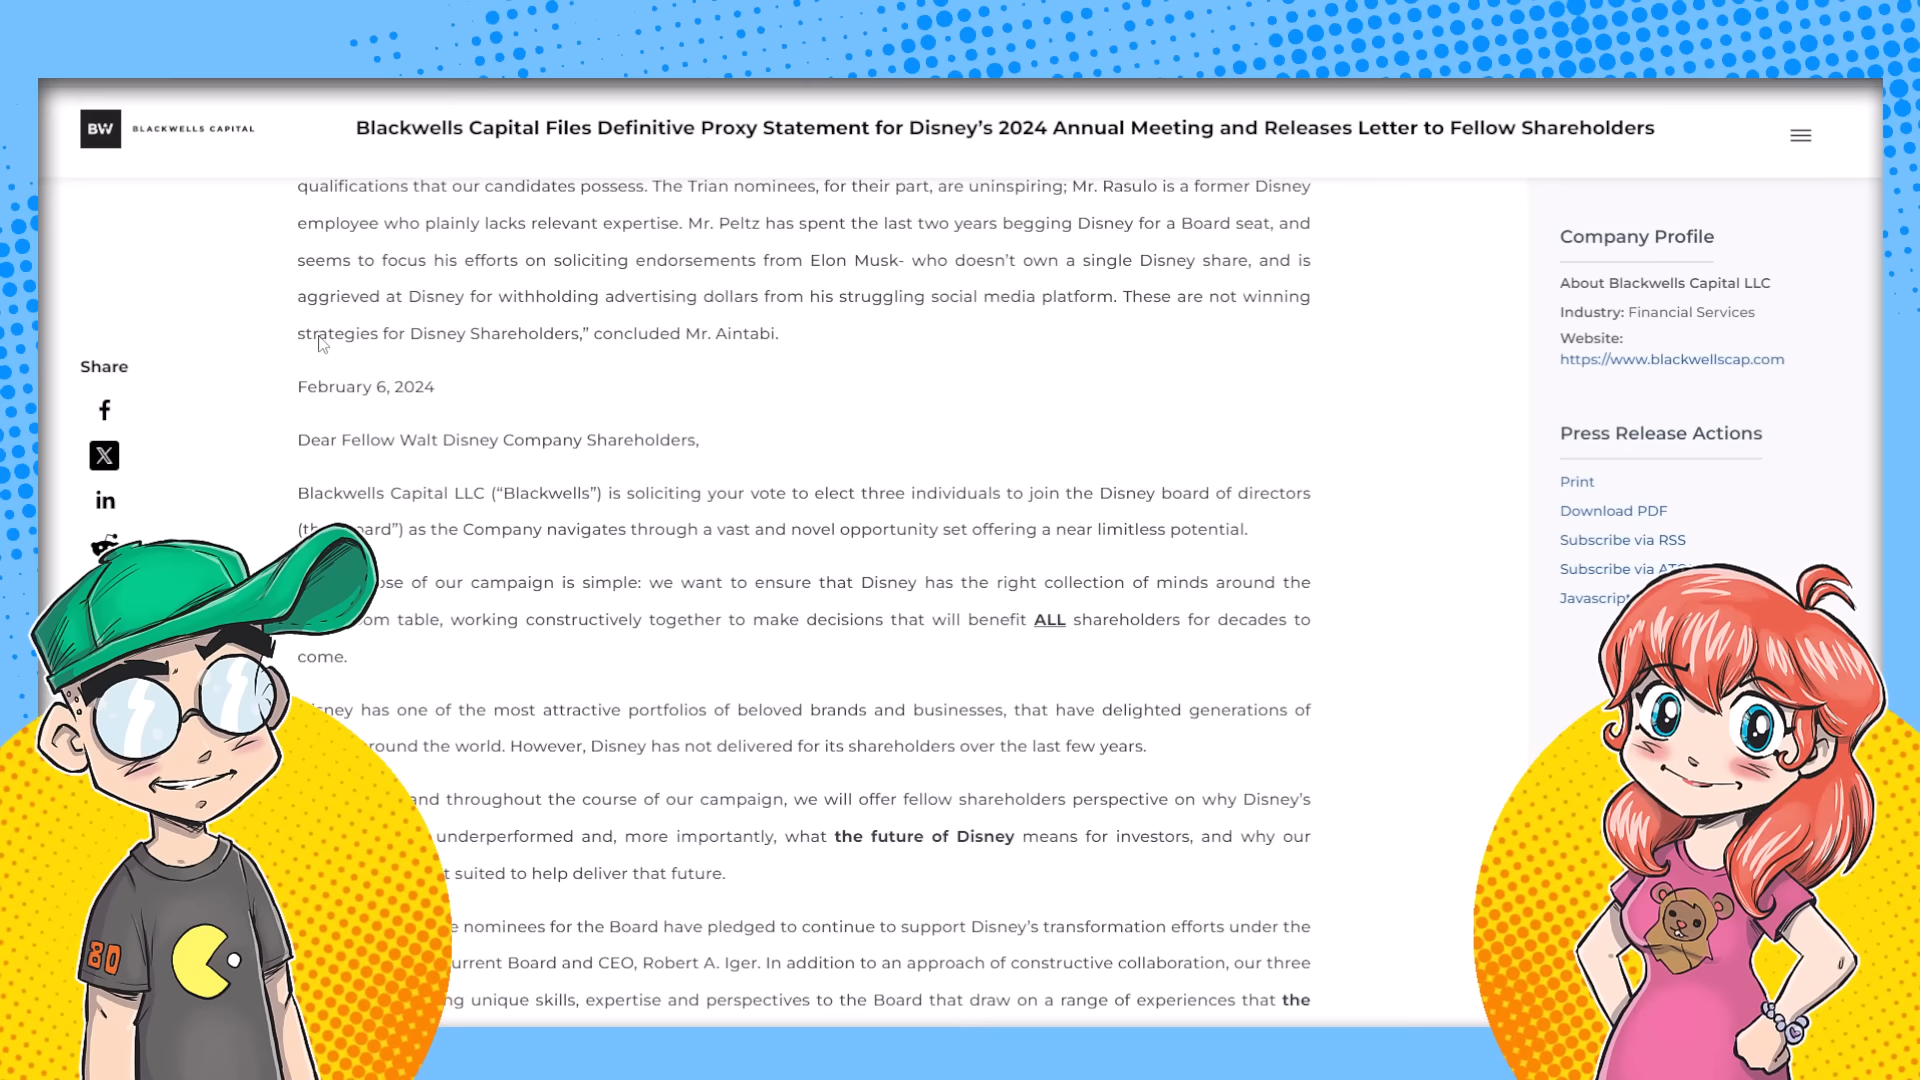 BW BLACKWELLS CAPITAL
Blackwells Capital Files Definitive Proxy Statement for Disney’s 2024 Annual Meeting and Releases Letter to Fellow Shareholders
qualifications that our candidates possess. The Trian nominees, for their part, are uninspiring; Mr. Rasulo is a former Disney
employee who plainly lacks relevant expertise. Mr. Peltz has spent the last two years begging Disney for a Board seat, and
seems to focus his efforts on soliciting endorsements from Elon Musk- who doesn’t own a single Disney share, and is
aggrieved at Disney for withholding advertising dollars from his struggling social media platform. These are not winning
strategies for Disney Shareholders,” concluded Mr. Aintabi.
February 6, 2024
Dear Fellow Walt Disney Company Shareholders,
Blackwells Capital LLC (“Blackwells”) is soliciting your vote to elect three individuals to join the Disney board of directors
as the Company navigates through a vast and novel opportunity set offering a near limitless potential.
of our campaign is simple: we want to ensure that Disney has the right collection of minds around the
table, working constructively together to make decisions that will benefit ALL shareholders for decades to
come.
has one of the most attractive portfolios of beloved brands and businesses, that have delighted generations of
around the world. However, Disney has not delivered for its shareholders over the last few years.
and throughout the course of our campaign, we will offer fellow shareholders perspective on why Disney’s
underperformed and, more importantly, what the future of Disney means for investors, and why our
suited to help deliver that future.
nominees for the Board have pledged to continue to support Disney’s transformation efforts under the
current Board and CEO, Robert A. Iger. In addition to an approach of constructive collaboration, our three
unique skills, expertise and perspectives to the Board that draw on a range of experiences that the
Share
f
X
in
80
Company Profile
About Blackwells Capital LLC
Industry: Financial Services
Website:
https://www.blackwellscap.com
Press Release Actions
Print
Download PDF
Subscribe via RSS
Subscribe via